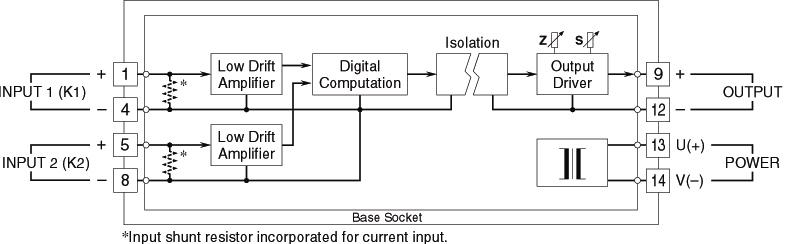 Isolation
Z S
+ 1 Low Drift Amplifier Digital Computation Output Driver 9 +
*
INPUT 1 (K1) OUTPUT
− 4 12 −
+ 5 Low Drift Amplifier 13 U(+)
*
INPUT 2 (K2) POWER
− 8 14 V(–)
Base Socket
*Input shunt resistor incorporated for current input.